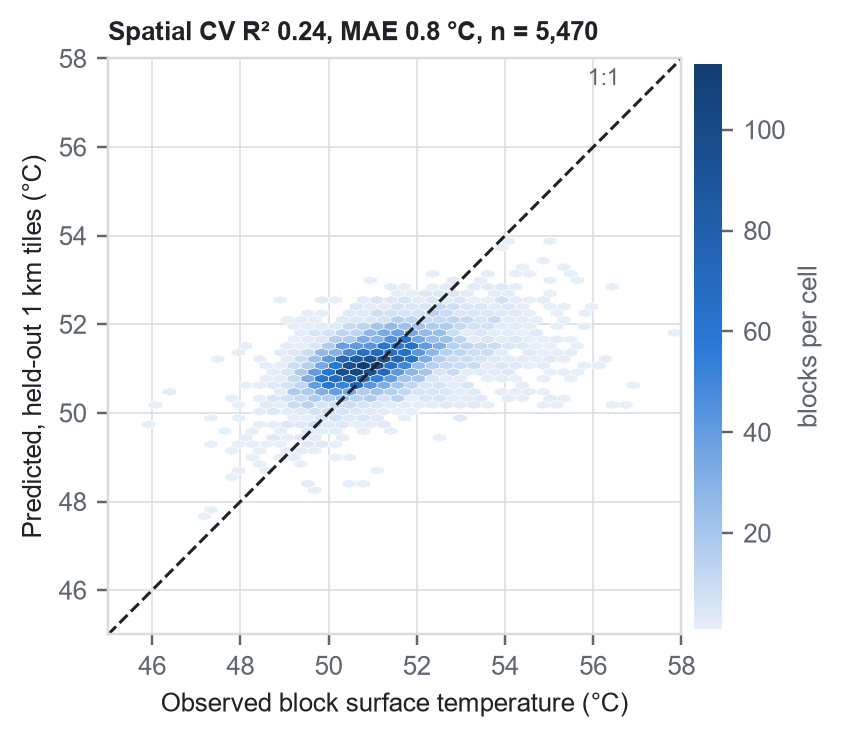 Spatial CV R² 0.24, MAE 0.8 °C, n = 5,470
1:1
58
56
54
52
50
48
46
Predicted, held-out 1 km tiles (°C)
46 48 50 52 54 56 58
Observed block surface temperature (°C)
100
80
60
40
20
blocks per cell